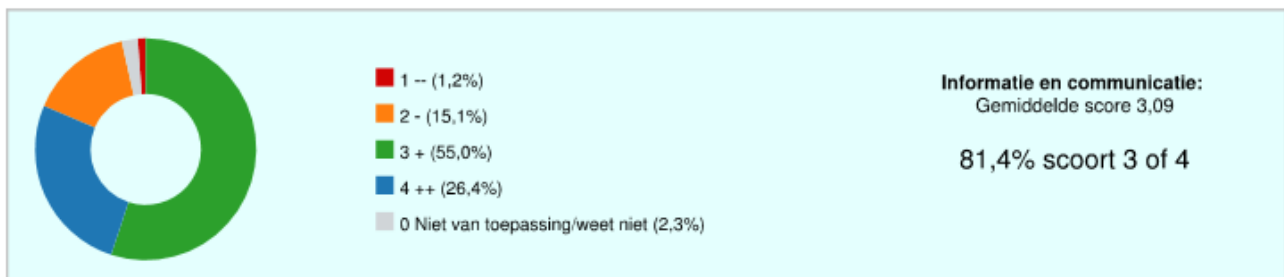 1 -- (1,2%)
2 - (15,1%)
3 + (55,0%)
4 ++ (26,4%)
0 Niet van toepassing/weet niet (2,3%)
Informatie en communicatie:
Gemiddelde score 3,09
81,4% scoort 3 of 4